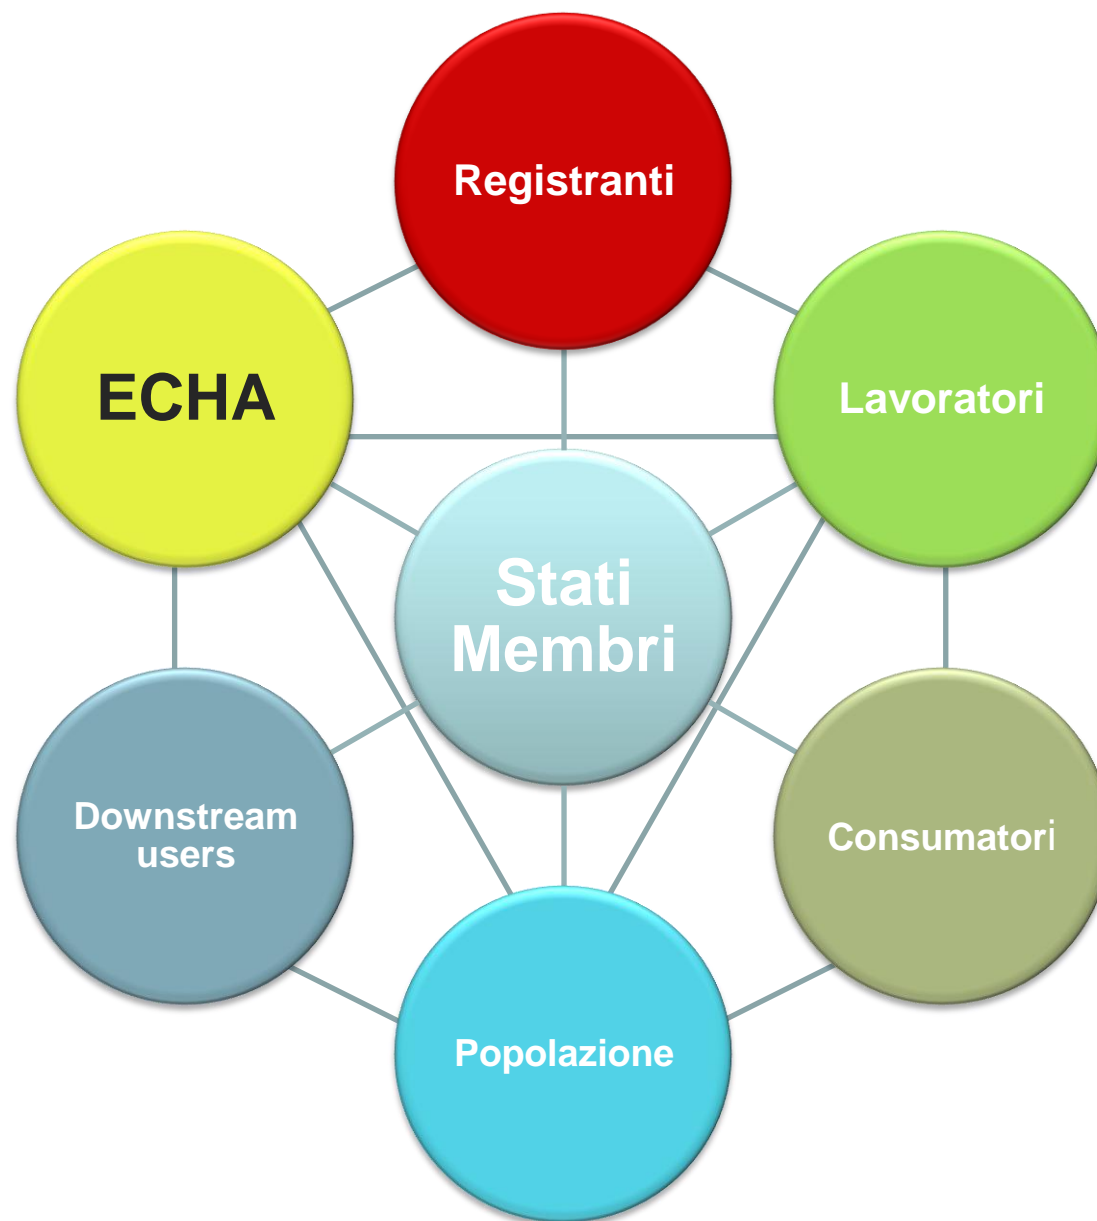 Registranti
ECHA
Lavoratori
Stati
Membri
Downstream
users
Consumatori
Popolazione